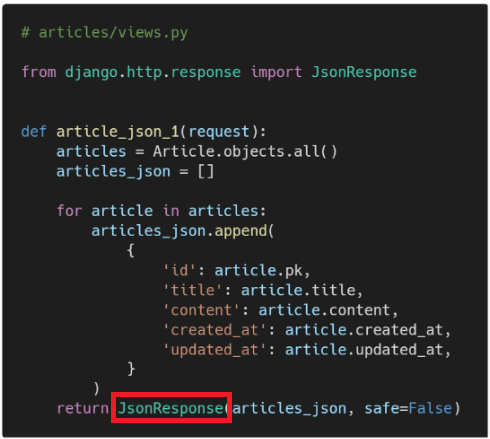 # articles/views.py
from django.http.response import JsonResponse
def article_json_1(request):
articles = Article.objects.all()
articles_json = []
for article in articles:
articles_json.append(
{
'id': article.pk,
'title': article.title,
'content': article.content,
'created_at': article.created_at,
'updated_at': article.updated_at,
}
)
return JsonResponse(articles_json, safe=False)